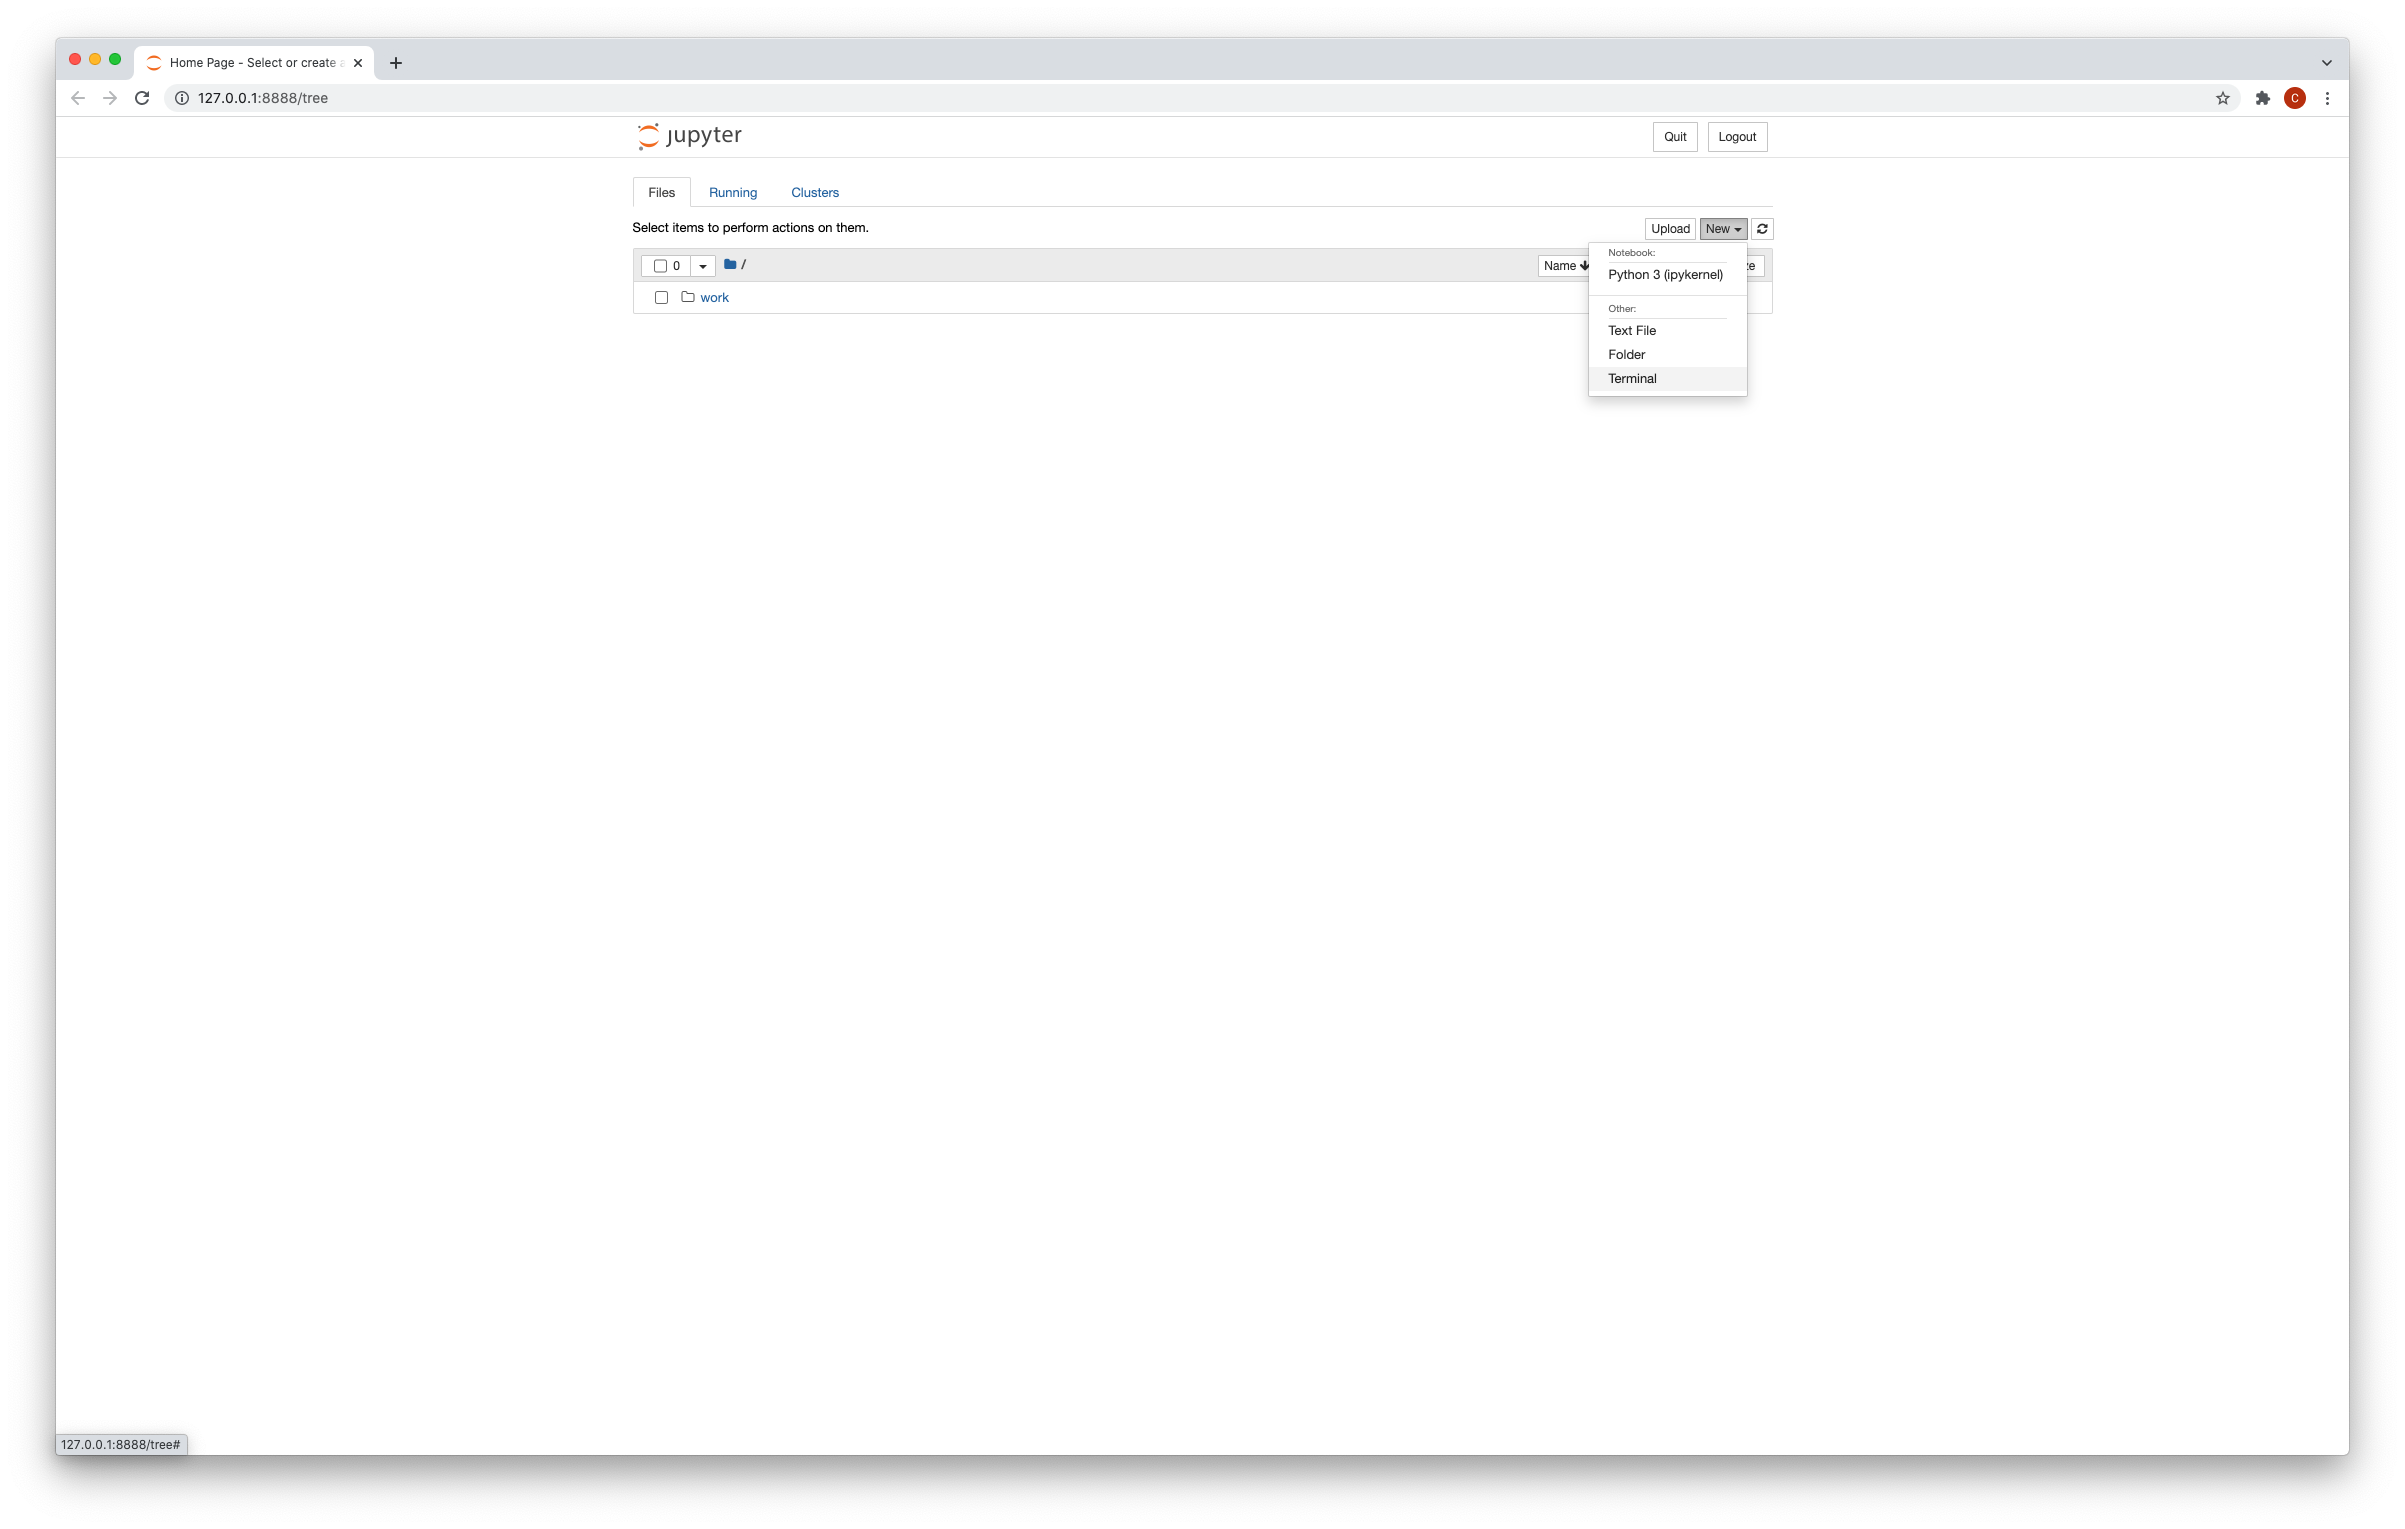 Home Page - Select or create a
127.0.0.1:8888/tree
C
jupyter
Quit
Logout
Files
Running
Clusters
Select items to perform actions on them.
Upload
New
0
/
Name
ze
work
Notebook:
Python 3 (ipykernel)
Other:
Text File
Folder
Terminal
127.0.0.1:8888/tree#